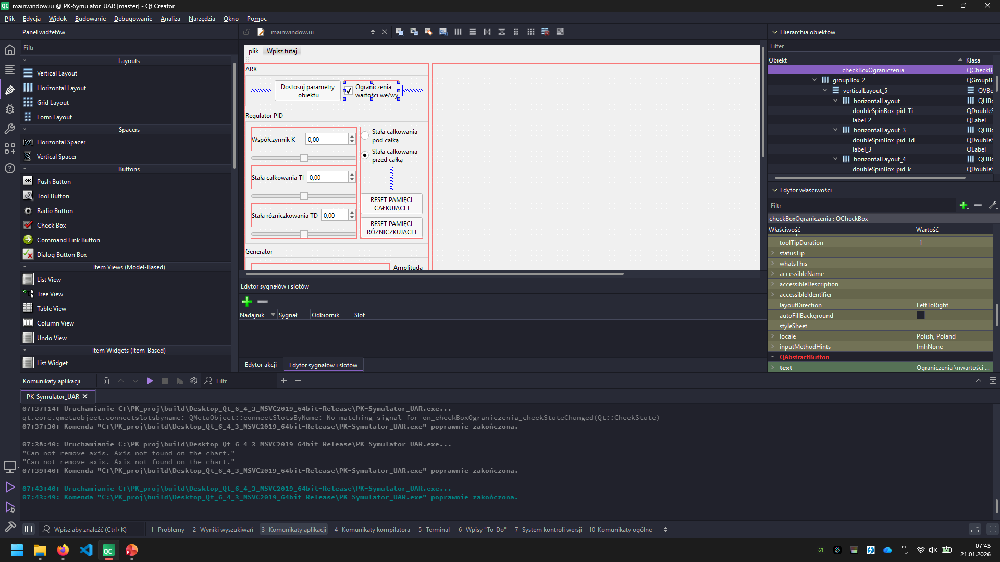 mainwindow.ui @ PK-Symulator_UAR [master] - Qt Creator
Plik Edycja Widok Budowanie Debugowanie Analiza Narzędzia Okno Pomoc
Panel widżetów
Filtr
Layouts
Vertical Layout
Horizontal Layout
Grid Layout
Form Layout
Spacers
Horizontal Spacer
Vertical Spacer
Buttons
Push Button
Tool Button
Radio Button
Check Box
Command Link Button
Dialog Button Box
Item Views (Model-Based)
List View
Tree View
Table View
Column View
Undo View
Item Widgets (Item-Based)
List Widget
mainwindow.ui
plik Wpisz tutaj
ARX
Dostosuj parametry
obiektu
Ograniczenia
wartości we/wy
Regulator PID
Współczynnik K 0,00
Stała całkowania TI 0,00
Stała różniczkowania TD 0,00
Stała całkowania
pod całką
Stała całkowania
przed całką
RESET PAMIĘCI
CAŁKUJĄCEJ
RESET PAMIĘCI
RÓŻNICZKUJĄCEJ
Generator
Amplituda
Edytor sygnałów i slotów
Nadajnik Sygnał Odbiornik Slot
Edytor akcji Edytor sygnałów i slotów
Hierarchia obiektów
Filter
Obiekt Klasa
checkBoxOgraniczenia QCheckB
groupBox_2 QGroupB
verticalLayout_5 QVBo
horizontalLayout QHBo
doubleSpinBox_pid_Ti QDoubleS
label_2 QLabel
horizontalLayout_3 QHBo
doubleSpinBox_pid_Td QDoubleS
label_3 QLabel
horizontalLayout_4 QHBo
doubleSpinBox_pid_k QDoubleS
Edytor właściwości
Filtr
checkBoxOgraniczenia : QCheckBox
Właściwość Wartość
toolTipDuration -1
statusTip
whatsThis
accessibleName
accessibleDescription
accessibleIdentifier
layoutDirection LeftToRight
autoFillBackground
styleSheet
locale Polish, Poland
inputMethodHints ImhNone
QAbstractButton
text Ograniczenia \nwartości ...
Komunikaty aplikacji Filtr
PK-Symulator_UAR
07:37:14: Uruchamianie C:\PK_proj\build\Desktop_Qt_6_4_3_MSVC2019_64bit-Release\PK-Symulator_UAR.exe...
qt.core.qmetaobject.connectslotsbyname: QMetaObject::connectSlotsByName: No matching signal for on_checkBoxOgraniczenia_checkStateChanged(Qt::CheckState)
07:37:30: Komenda "C:\PK_proj\build\Desktop_Qt_6_4_3_MSVC2019_64bit-Release\PK-Symulator_UAR.exe" poprawnie zakończona.
07:38:40: Uruchamianie C:\PK_proj\build\Desktop_Qt_6_4_3_MSVC2019_64bit-Release\PK-Symulator_UAR.exe...
"Can not remove axis. Axis not found on the chart."
"Can not remove axis. Axis not found on the chart."
07:39:40: Komenda "C:\PK_proj\build\Desktop_Qt_6_4_3_MSVC2019_64bit-Release\PK-Symulator_UAR.exe" poprawnie zakończona.
07:43:40: Uruchamianie C:\PK_proj\build\Desktop_Qt_6_4_3_MSVC2019_64bit-Release\PK-Symulator_UAR.exe...
07:43:49: Komenda "C:\PK_proj\build\Desktop_Qt_6_4_3_MSVC2019_64bit-Release\PK-Symulator_UAR.exe" poprawnie zakończona.
Wpisz aby znaleźć (Ctrl+K) 1 Problemy 2 Wyniki wyszukiwań 3 Komunikaty aplikacji 4 Komunikaty kompilatora 5 Terminal 6 Wpisy "To-Do" 7 System kontroli wersji 10 Komunikaty ogólne
07:43
21.01.2026